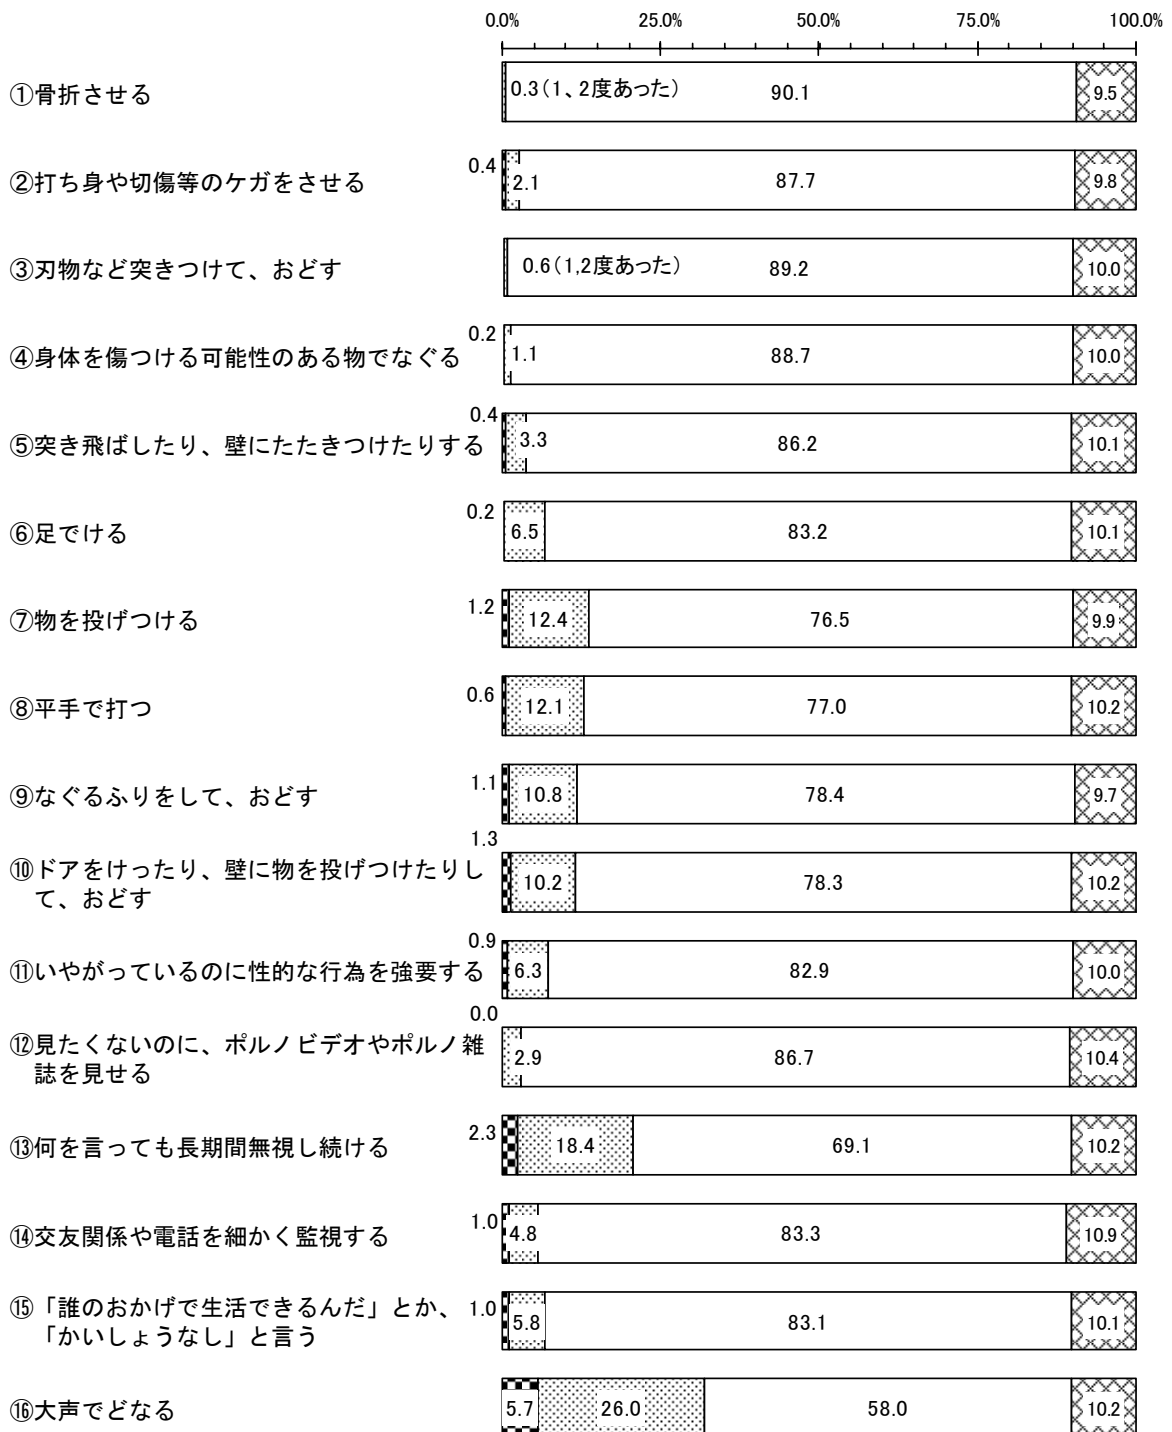 0.0% 25.0% 50.0% 75.0% 100.0%
①骨折させる 0.3(1、2度あった) 90.1 9.5
②打ち身や切傷等のケガをさせる 0.4 2.1 87.7 9.8
③刃物など突きつけて、おどす 0.6(1,2度あった) 89.2 10.0
④身体を傷つける可能性のある物でなぐる 0.2 1.1 88.7 10.0
⑤突き飛ばしたり、壁にたたきつけたりする 0.4 3.3 86.2 10.1
⑥足でける 0.2 6.5 83.2 10.1
⑦物を投げつける 1.2 12.4 76.5 9.9
⑧平手で打つ 0.6 12.1 77.0 10.2
⑨なぐるふりをして、おどす 1.1 10.8 78.4 9.7
⑩ドアをけったり、壁に物を投げつけたりし 1.3 10.2 78.3 10.2
て、おどす
⑪いやがっているのに性的な行為を強要する 0.9 6.3 82.9 10.0
⑫見たくないのに、ポルノビデオやポルノ雑 0.0 2.9 86.7 10.4
誌を見せる
⑬何を言っても長期間無視し続ける 2.3 18.4 69.1 10.2
⑭交友関係や電話を細かく監視する 1.0 4.8 83.3 10.9
⑮「誰のおかげで生活できるんだ」とか、 1.0 5.8 83.1 10.1
「かいしょうなし」と言う
⑯大声でどなる 5.7 26.0 58.0 10.2